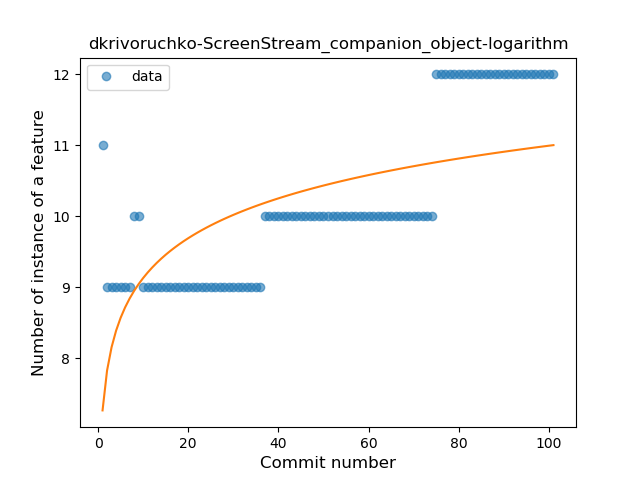 dkrivoruchko-ScreenStream_companion_object-logarithm
data
Number of instance of a feature
12
11
10
9
8
0
20
40
60
80
100
Commit number